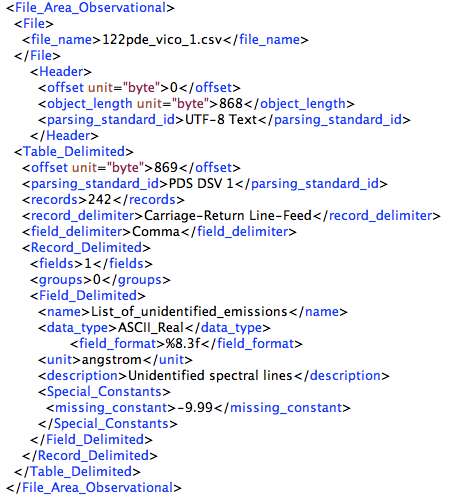 <File_Area_Observational>
<File>
<file_name>122pde_vico_1.csv</file_name>
</File>
<Header>
<offset unit="byte">0</offset>
<object_length unit="byte">868</object_length>
<parsing_standard_id>UTF-8 Text</parsing_standard_id>
</Header>
<Table_Delimited>
<offset unit="byte">869</offset>
<parsing_standard_id>PDS DSV 1</parsing_standard_id>
<records>242</records>
<record_delimiter>Carriage-Return Line-Feed</record_delimiter>
<field_delimiter>Comma</field_delimiter>
<Record_Delimited>
<fields>1</fields>
<groups>0</groups>
<Field_Delimited>
<name>List_of_unidentified_emissions</name>
<data_type>ASCII_Real</data_type>
<field_format>%8.3f</field_format>
<unit>angstrom</unit>
<description>Unidentified spectral lines</description>
<Special_Constants>
<missing_constant>-9.99</missing_constant>
</Special_Constants>
</Field_Delimited>
</Record_Delimited>
</Table_Delimited>
</File_Area_Observational>